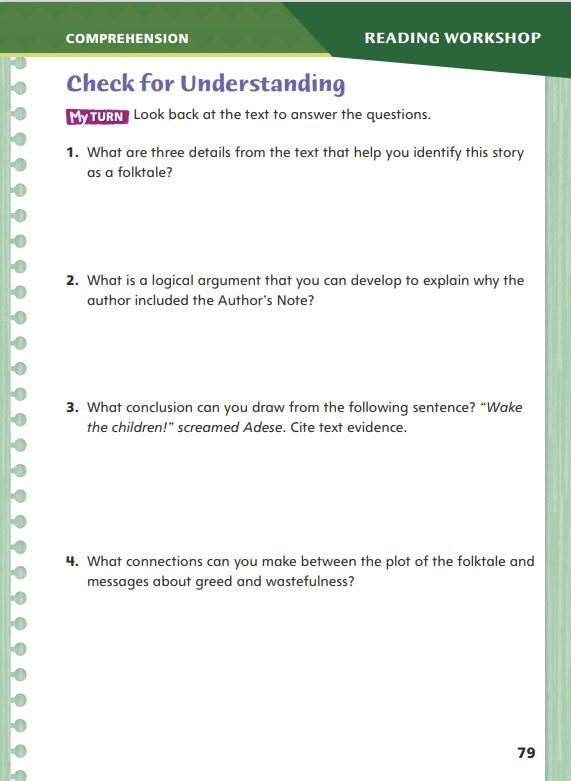 COMPREHENSION
READING WORKSHOP
Check for Understanding
My TURN Look back at the text to answer the questions.
1. What are three details from the text that help you identify this story
as a folktale?
2. What is a logical argument that you can develop to explain why the
author included the Author’s Note?
3. What conclusion can you draw from the following sentence? “Wake
the children!” screamed Adese. Cite text evidence.
4. What connections can you make between the plot of the folktale and
messages about greed and wastefulness?
79